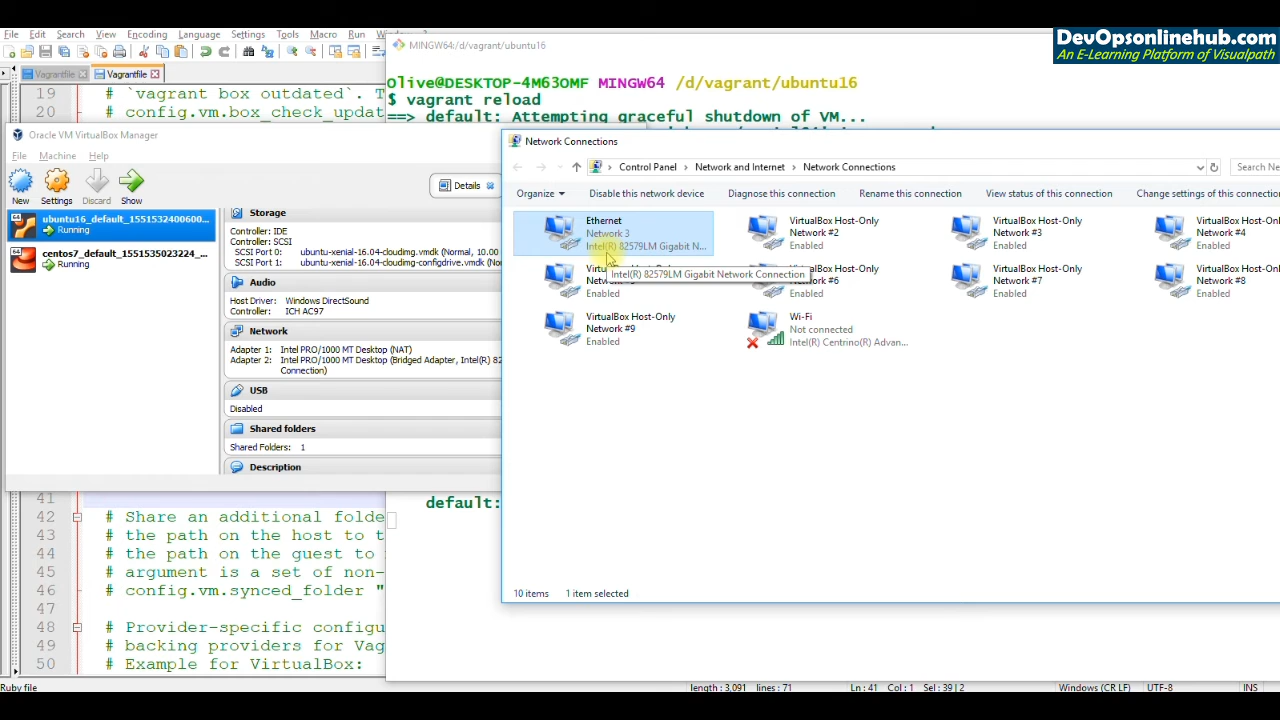 DevOpsonlinehub.com
An E-Learning Platform of Visualpath
File Edit Search View Encoding Language Settings Tools Macro Run
MINGW64:/d/vagrant/ubuntu16
Vagrantfile Vagrantfile
Olive@DESKTOP-4M63OMF MINGW64 /d/vagrant/ubuntu16
$ vagrant reload
==> default: Attempting graceful shutdown of VM...
19 # `vagrant box outdated`. T
20 # config.vm.box_check_updat
Oracle VM VirtualBox Manager
File Machine Help
New Settings Discard Show
Details
ubuntu16_default_1551532400600...
Running
centos7_default_1551535023224_...
Running
Storage
Controller: IDE
Controller: SCSI
SCSI Port 0: ubuntu-xenial-16.04-cloudimg.vmdk (Normal, 10.00
SCSI Port 1: ubuntu-xenial-16.04-cloudimg-configdrive.vmdk (No
Audio
Host Driver: Windows DirectSound
Controller: ICH AC97
Network
Adapter 1: Intel PRO/1000 MT Desktop (NAT)
Adapter 2: Intel PRO/1000 MT Desktop (Bridged Adapter, Intel(R) 82
Connection)
USB
Disabled
Shared folders
Shared Folders: 1
Description
Network Connections
Control Panel Network and Internet Network Connections
Search Ne
Organize Disable this network device Diagnose this connection Rename this connection View status of this connection Change settings of this connection
Ethernet
Network 3
Intel(R) 82579LM Gigabit N...
VirtualBox Host-Only
Network #2
Enabled
VirtualBox Host-Only
Network #3
Enabled
VirtualBox Host-Only
Network #4
Enabled
Intel(R) 82579LM Gigabit Network Connection
Enabled
#6
Enabled
VirtualBox Host-Only
Network #7
Enabled
VirtualBox Host-Only
Network #8
Enabled
VirtualBox Host-Only
Network #9
Enabled
Wi-Fi
Not connected
Intel(R) Centrino(R) Advan...
10 items 1 item selected
default:
41
42 # Share an additional folde
43 # the path on the host to t
44 # the path on the guest to
45 # argument is a set of non-
46 # config.vm.synced_folder "
47
48 # Provider-specific configu
49 # backing providers for Vag
50 # Example for VirtualBox:
Ruby file length : 3,091 lines : 71 Ln : 41 Col : 1 Sel : 39 | 2 Windows (CR LF) UTF-8 INS